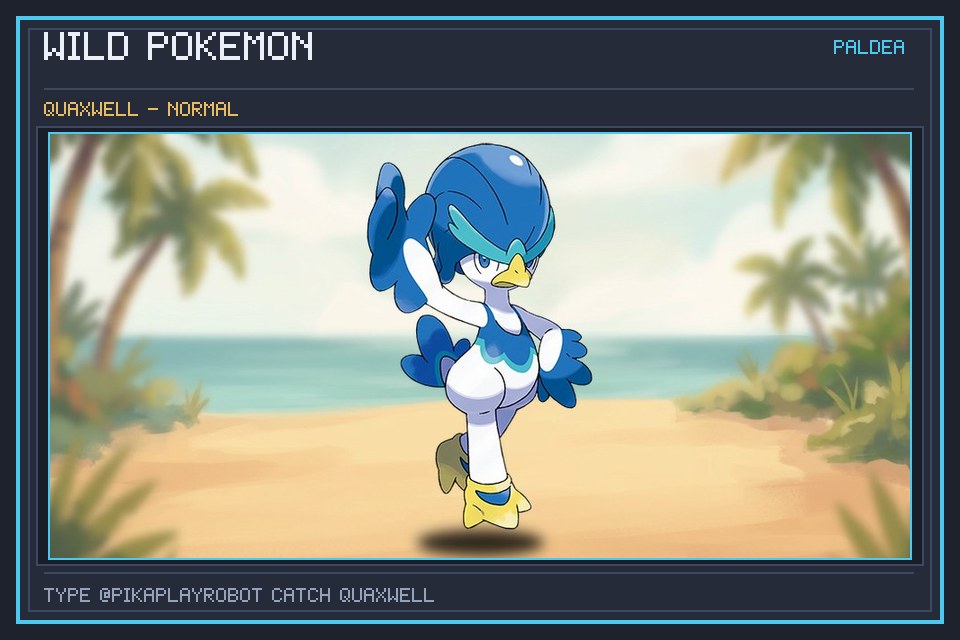 WILD POKEMON
PALDEA
QUAXWELL - NORMAL
TYPE @PIKAPLAYROBOT CATCH QUAXWELL